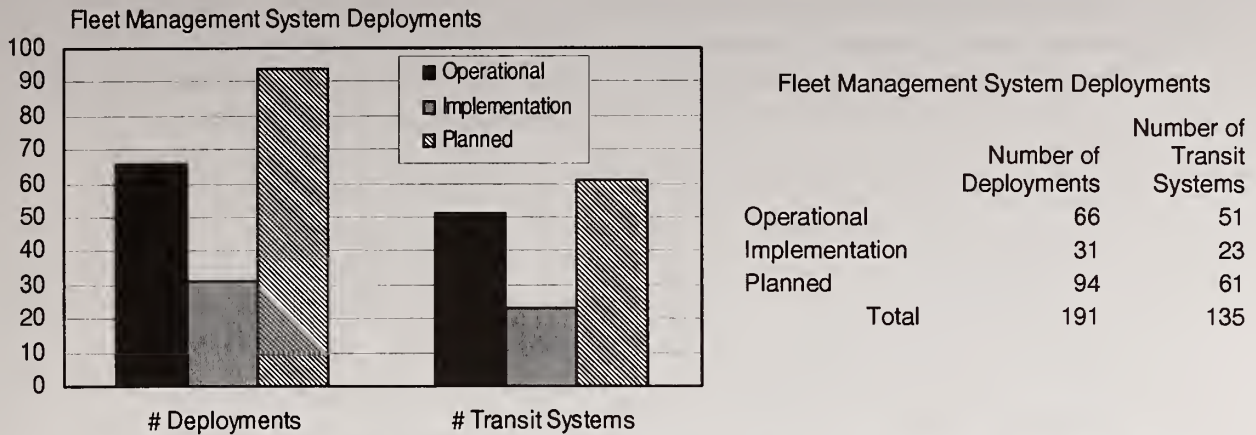 Fleet Management System Deployments
100
90
80
70
60
50
40
30
20
10
0
Operational
Implementation
Planned
# Deployments # Transit Systems
Fleet Management System Deployments
Number of Deployments
Number of Transit Systems
Operational 66 51
Implementation 31 23
Planned 94 61
Total 191 135